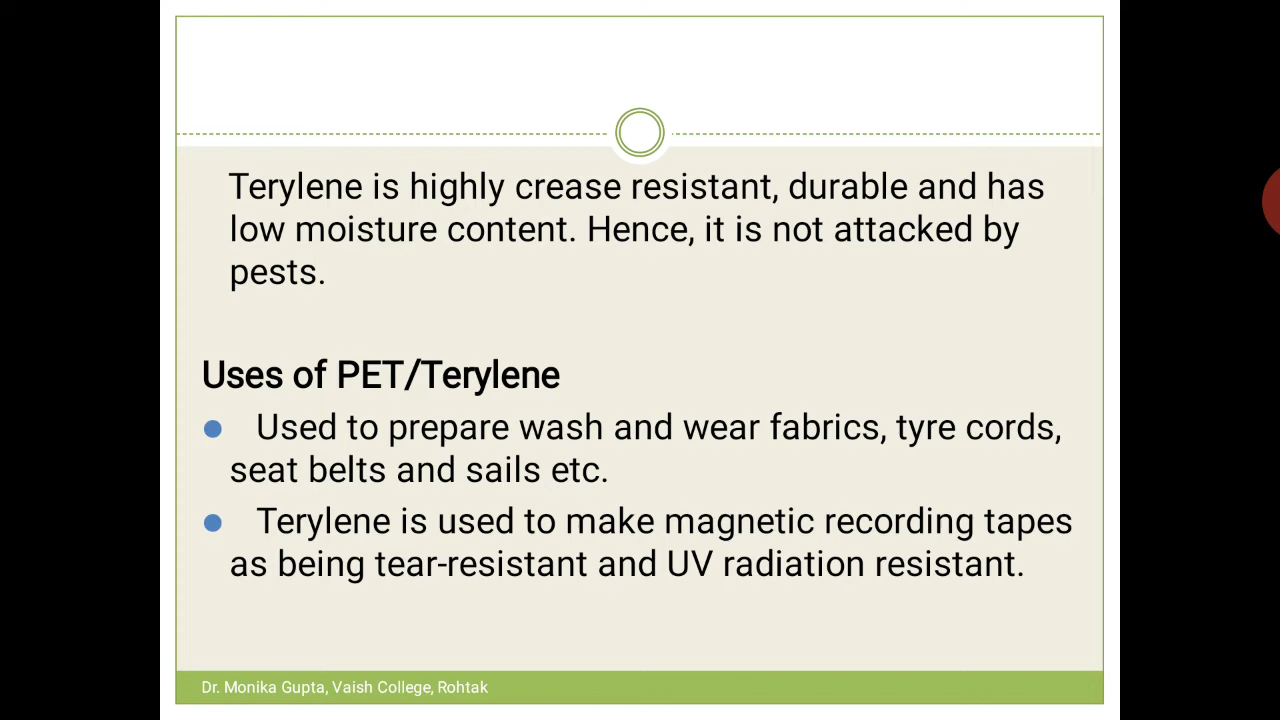 Terylene is highly crease resistant, durable and has
low moisture content. Hence, it is not attacked by
pests.
Uses of PET/Terylene
Used to prepare wash and wear fabrics, tyre cords,
seat belts and sails etc.
Terylene is used to make magnetic recording tapes
as being tear-resistant and UV radiation resistant.
Dr. Monika Gupta, Vaish College, Rohtak